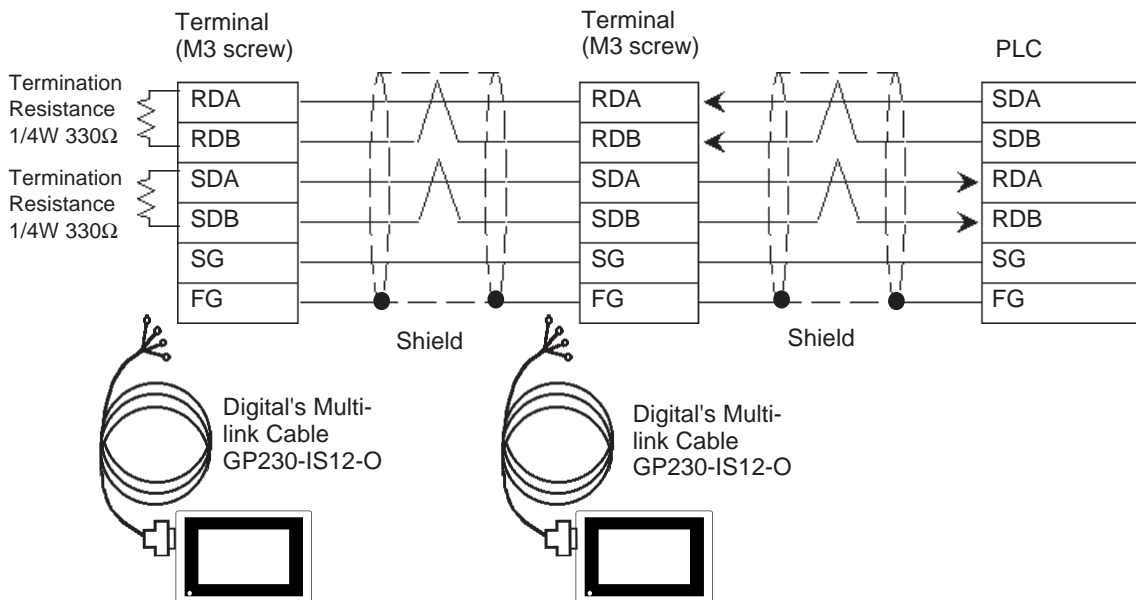 Terminal
(M3 screw)
Terminal
(M3 screw)
PLC
Termination
Resistance
1/4W 330Ω
Termination
Resistance
1/4W 330Ω
RDA
RDB
SDA
SDB
SG
FG
RDA
RDB
SDA
SDB
SG
FG
SDA
SDB
RDA
RDB
SG
FG
Shield
Shield
Digital's Multi-
link Cable
GP230-IS12-O
Digital's Multi-
link Cable
GP230-IS12-O